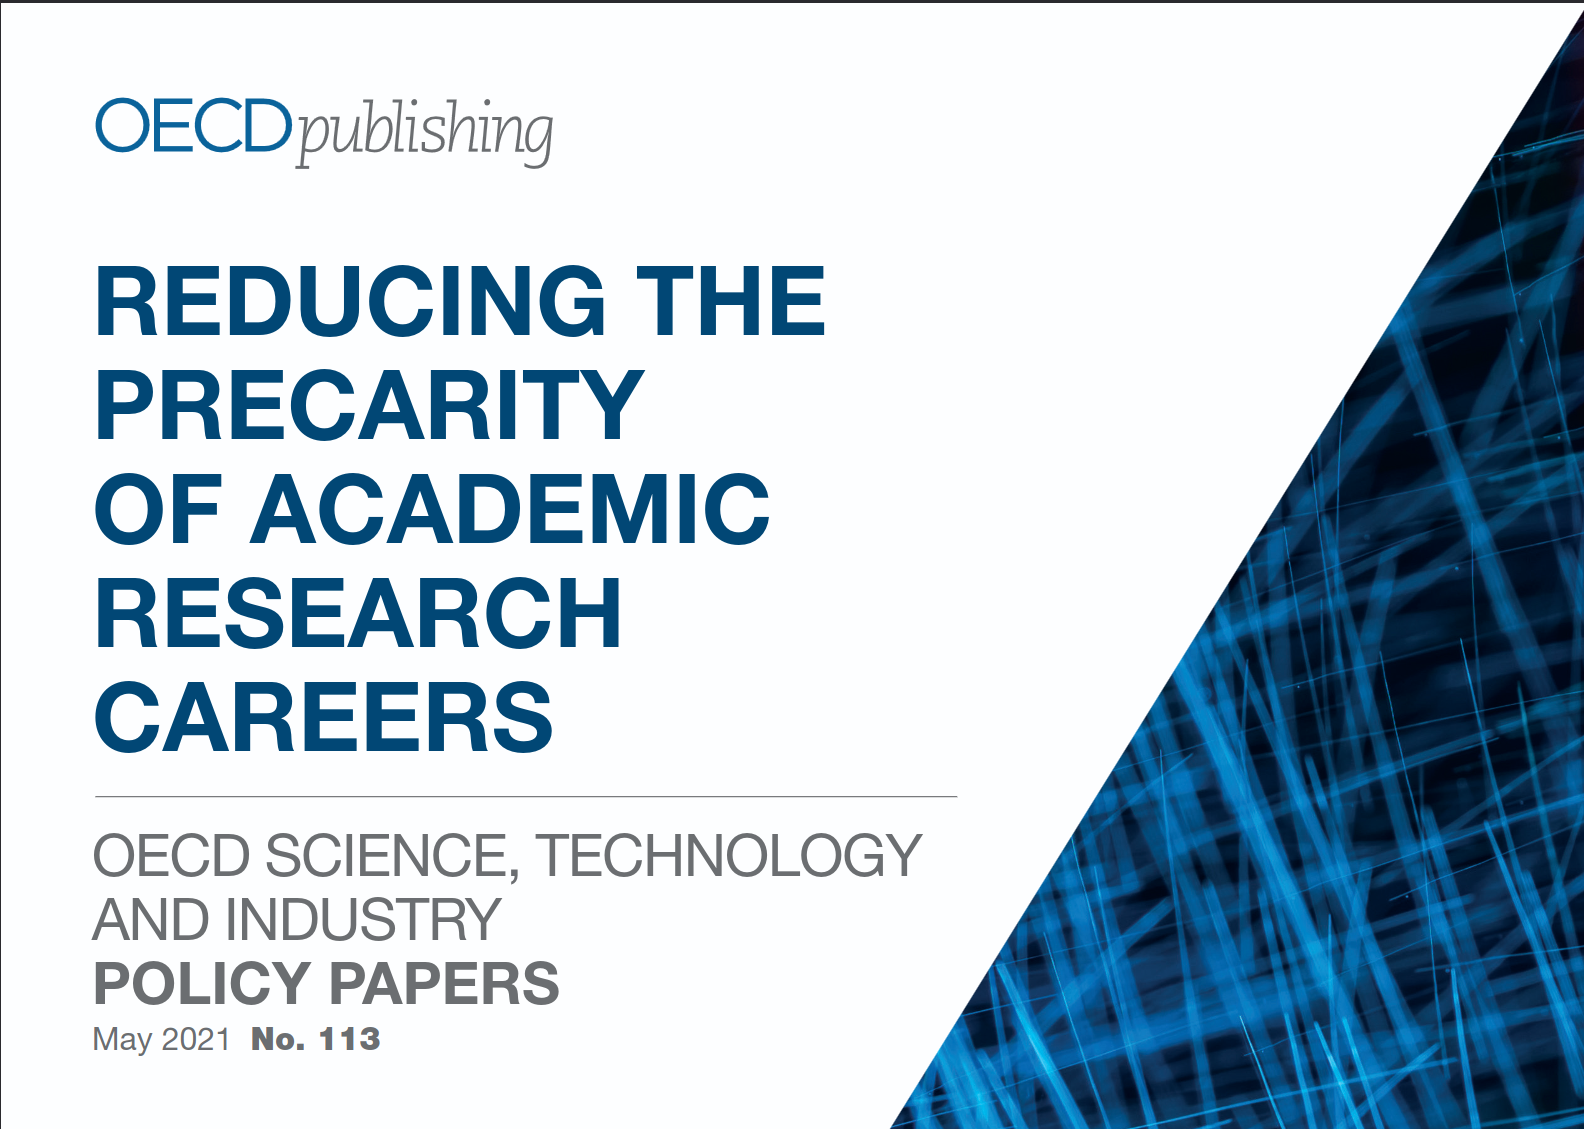 OECDpublishing
REDUCING THE
PRECARITY
OF ACADEMIC
RESEARCH
CAREERS
OECD SCIENCE, TECHNOLOGY
AND INDUSTRY
POLICY PAPERS
May 2021 No. 113